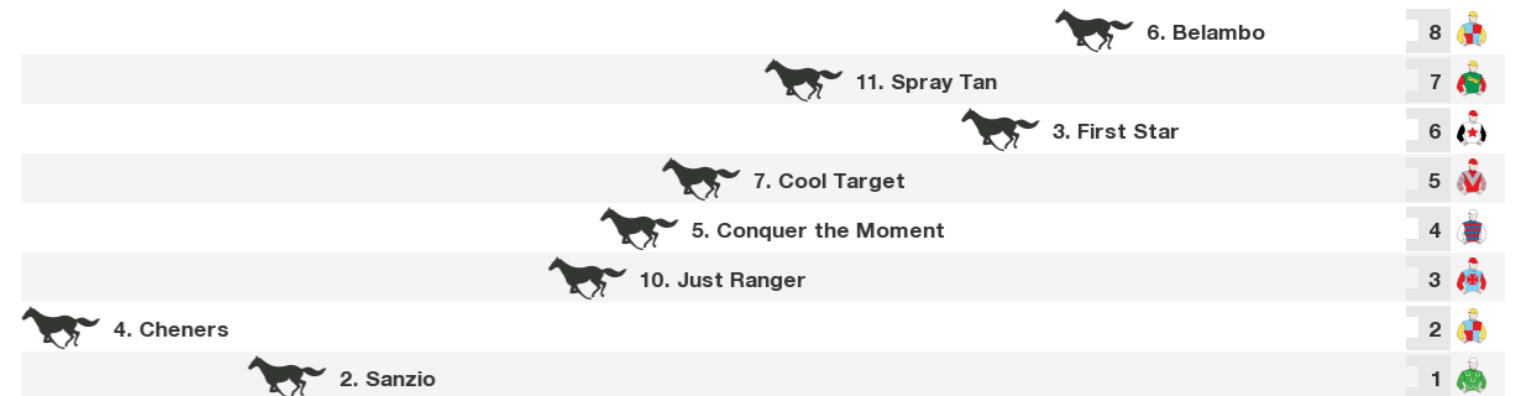 6. Belambo 8
11. Spray Tan 7
3. First Star 6
7. Cool Target 5
5. Conquer the Moment 4
10. Just Ranger 3
4. Cheners 2
2. Sanzio 1